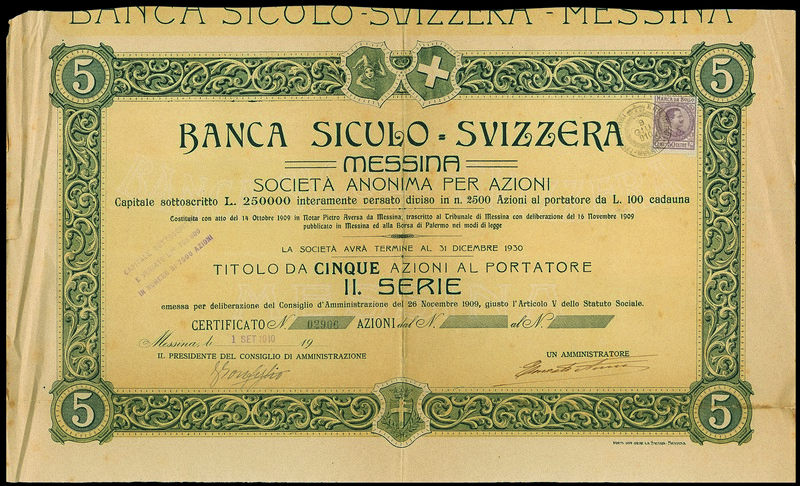 BANCA SICULO-SVIZZERA - MESSINA
5
5
MARCA DA BOLLO
BANCA SICULO-SVIZZERA
MESSINA
SOCIETÀ ANONIMA PER AZIONI
Capitale sottoscritto L. 250000 interamente versato diviso in n. 2500 Azioni al portatore da L. 100 cadauna
Costituita con atto del 14 Ottobre 1909 in Notar Pietro Aversa da Messina, trascritto al Tribunale di Messina con deliberazione del 16 Novembre 1909
pubblicato in Messina ed alla Borsa di Palermo nei modi di legge
LA SOCIETÀ AVRÀ TERMINE AL 31 DICEMBRE 1930
TITOLO DA CINQUE AZIONI AL PORTATORE
II. SERIE
emessa per deliberazione del Consiglio d'Amministrazione del 26 Novembre 1909, giusto l'Articolo V dello Statuto Sociale.
CERTIFICATO N. 02906 AZIONI dal N. al N.
Messina, li 1 SET 1910 19
IL PRESIDENTE DEL CONSIGLIO DI AMMINISTRAZIONE
UN AMMINISTRATORE
5
5